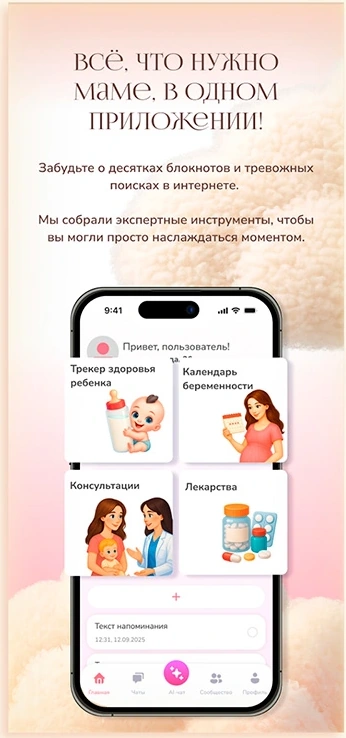 ВСЁ, ЧТО НУЖНО
МАМЕ, В ОДНОМ
ПРИЛОЖЕНИИ!
Забудьте о десятках блокнотов и тревожных
поисках в интернете.
Мы собрали экспертные инструменты, чтобы
вы могли просто наслаждаться моментом.
9:41
Привет, пользователь!
Трекер здоровья
ребенка
Календарь
беременности
Консультации
Лекарства
+
Текст напоминания
12:31, 12.09.2025
Главная
Чаты
AI-чат
Сообщества
Профиль